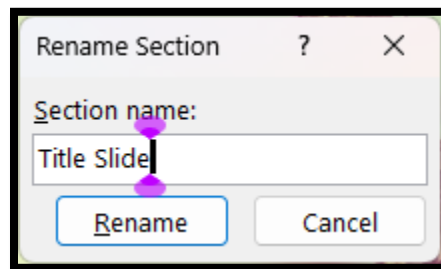 Rename Section ? ×
Section name:
Title Slide
Rename Cancel